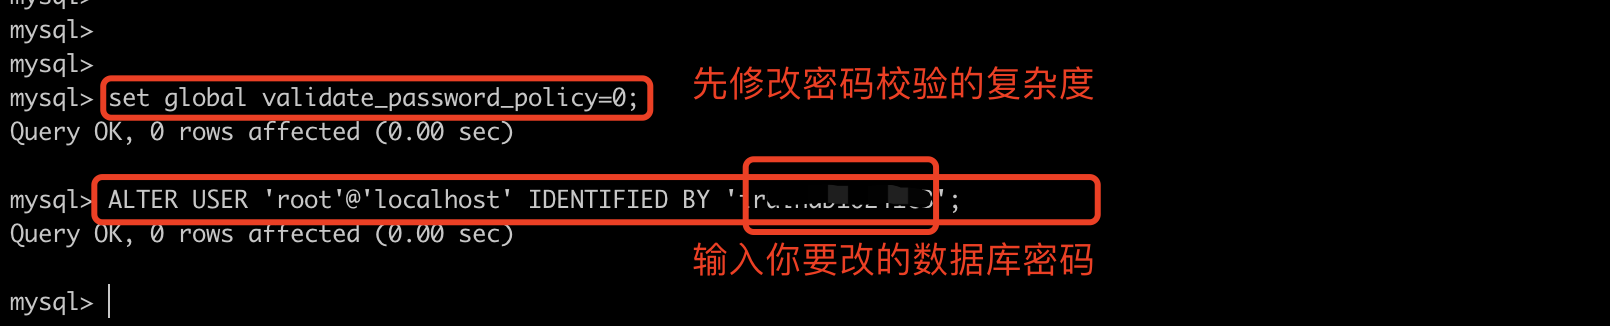 mysql>
mysql>
mysql>
mysql> set global validate_password_policy=0;
先修改密码校验的复杂度
Query OK, 0 rows affected (0.00 sec)
mysql> ALTER USER 'root'@'localhost' IDENTIFIED BY '';
Query OK, 0 rows affected (0.00 sec)
输入你要改的数据库密码
mysql>